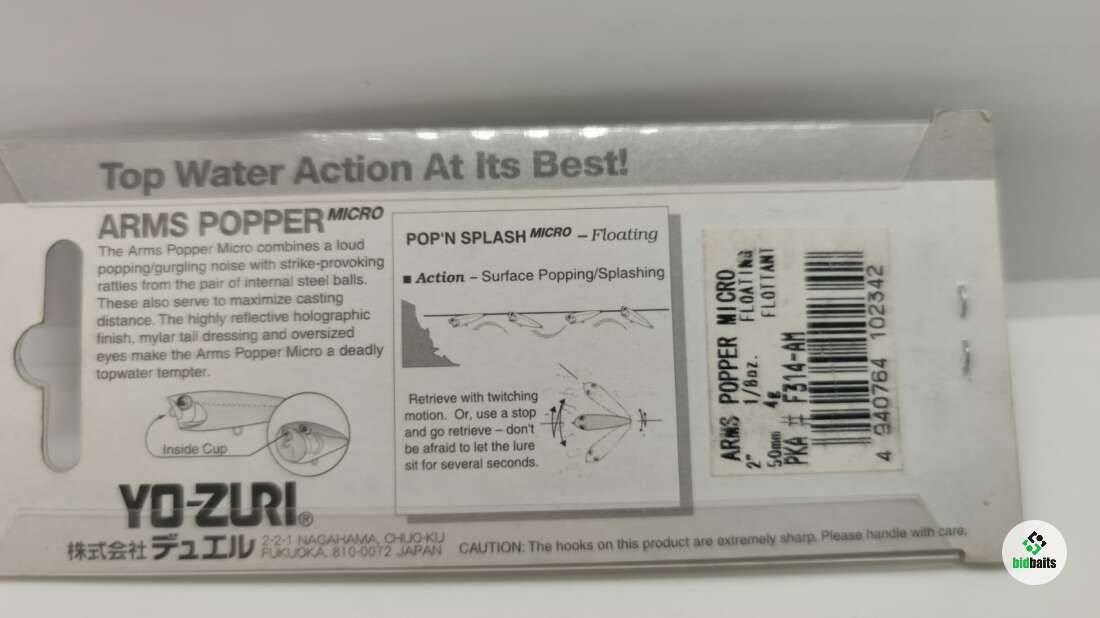 Top Water Action At Its Best!
ARMS POPPER MICRO
The Arms Popper Micro combines a loud
popping/gurgling noise with strike-provoking
rattles from the pair of internal steel balls.
These also serve to maximize casting
distance. The highly reflective holographic
finish, mylar tail dressing and oversized
eyes make the Arms Popper Micro a deadly
topwater tempter.
Inside Cup
YO-ZURI®
株式会社デュエル
2-2-1 NAGAHAMA, CHUO-KU
FUKUOKA, 810-0072 JAPAN
POP'N SPLASH MICRO – Floating
■ Action – Surface Popping/Splashing
Retrieve with twitching
motion. Or, use a stop
and go retrieve – don't
be afraid to let the lure
sit for several seconds.
CAUTION: The hooks on this product are extremely sharp. Please handle with care.
ARMS POPPER MICRO
2" 1/8oz. FLOATING
50mm 4g FLOTTANT
PKA # F314-AM
4 940764 102342
bidbaits